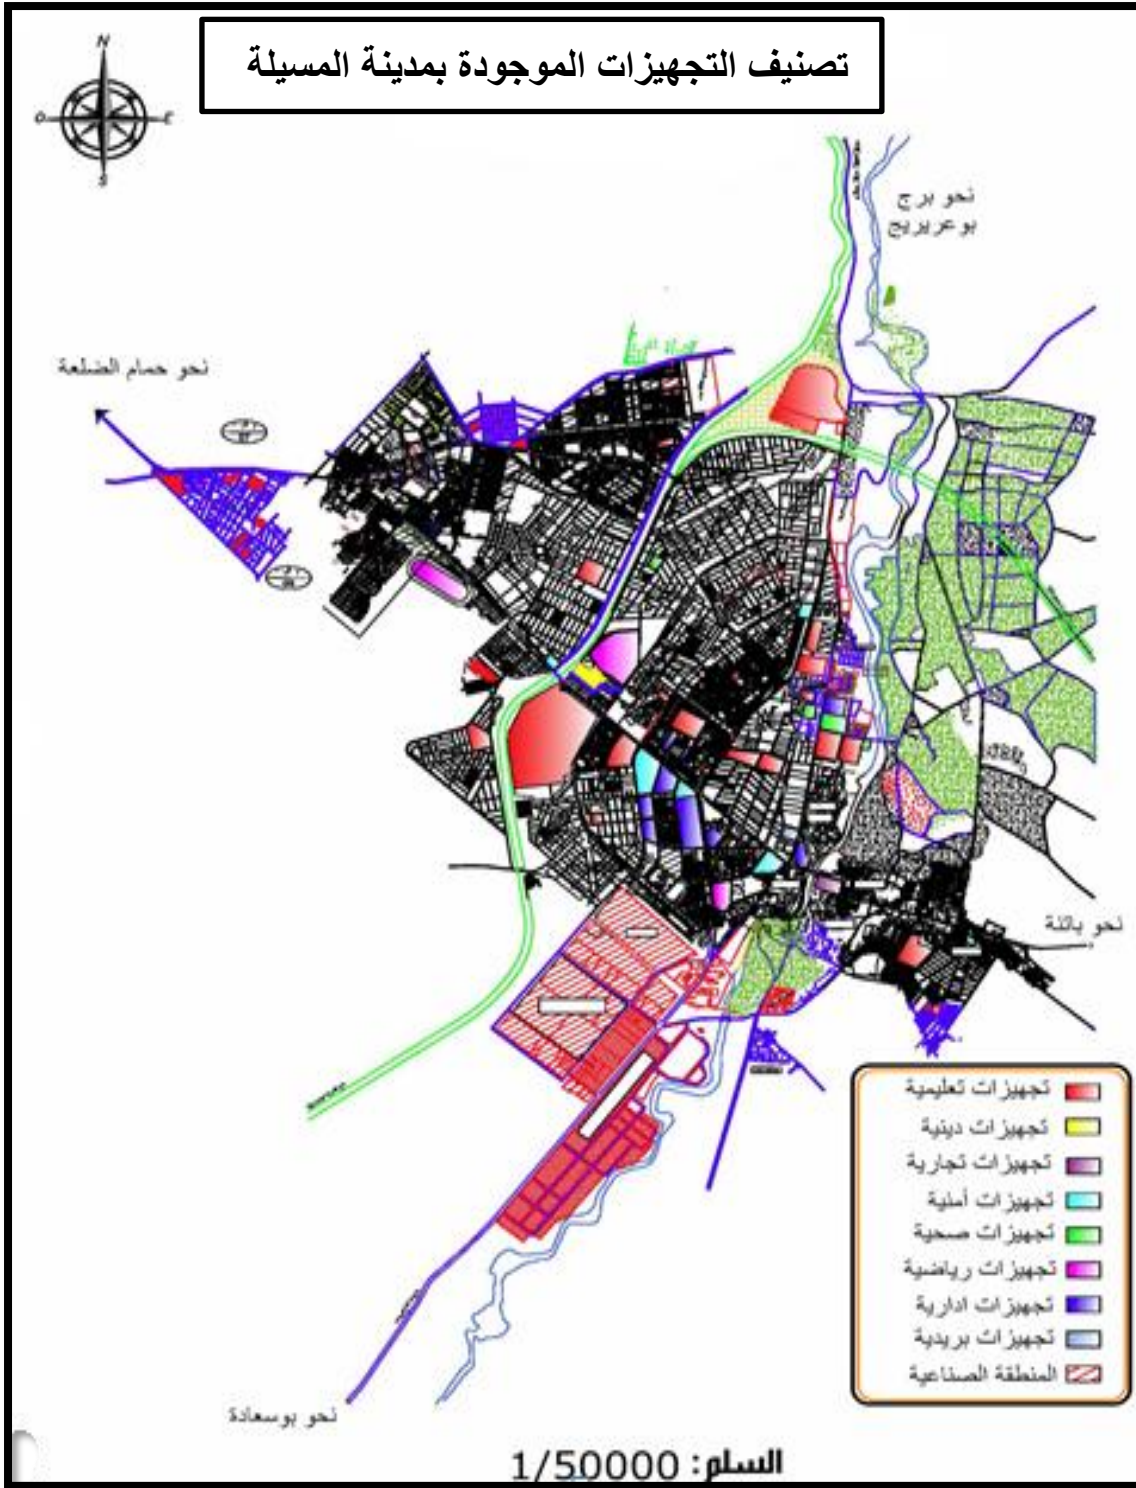 تصنيف التجهيزات الموجودة بمدينة المسيلة
N
O
E
S
نحو برج
بوعريريج
نحو حمام الضلعة
نحو باتنة
تجهيزات تعليمية
تجهيزات دينية
تجهيزات تجارية
تجهيزات أمنية
تجهيزات صحية
تجهيزات رياضية
تجهيزات ادارية
تجهيزات بريدية
المنطقة الصناعية
نحو بوسعادة
السلم: 1/50000